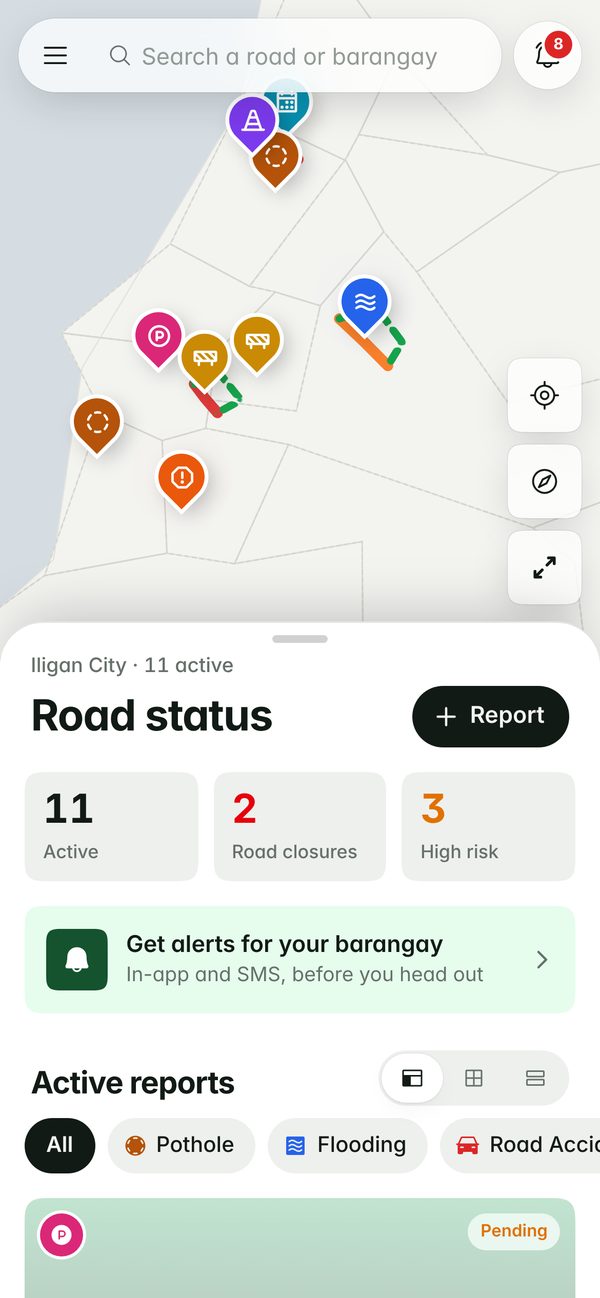 Search a road or barangay
8
P
Iligan City · 11 active
Road status
+ Report
11
Active
2
Road closures
3
High risk
Get alerts for your barangay
In-app and SMS, before you head out
Active reports
All
Pothole
Flooding
Road Acci
P
Pending